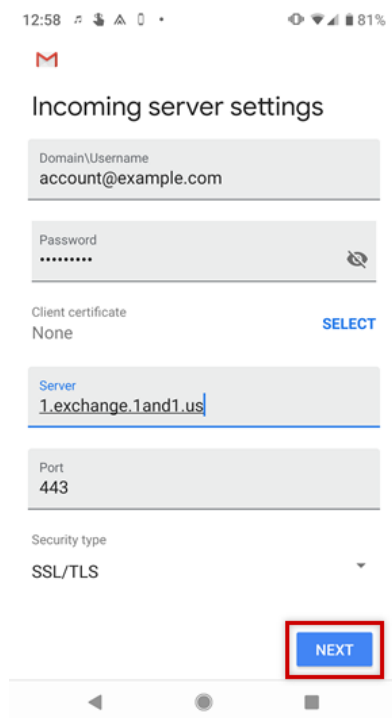 12:58
81%
Incoming server settings
Domain\Username
account@example.com
Password
•••••••••
Client certificate
None
SELECT
Server
1.exchange.1and1.us
Port
443
Security type
SSL/TLS
NEXT